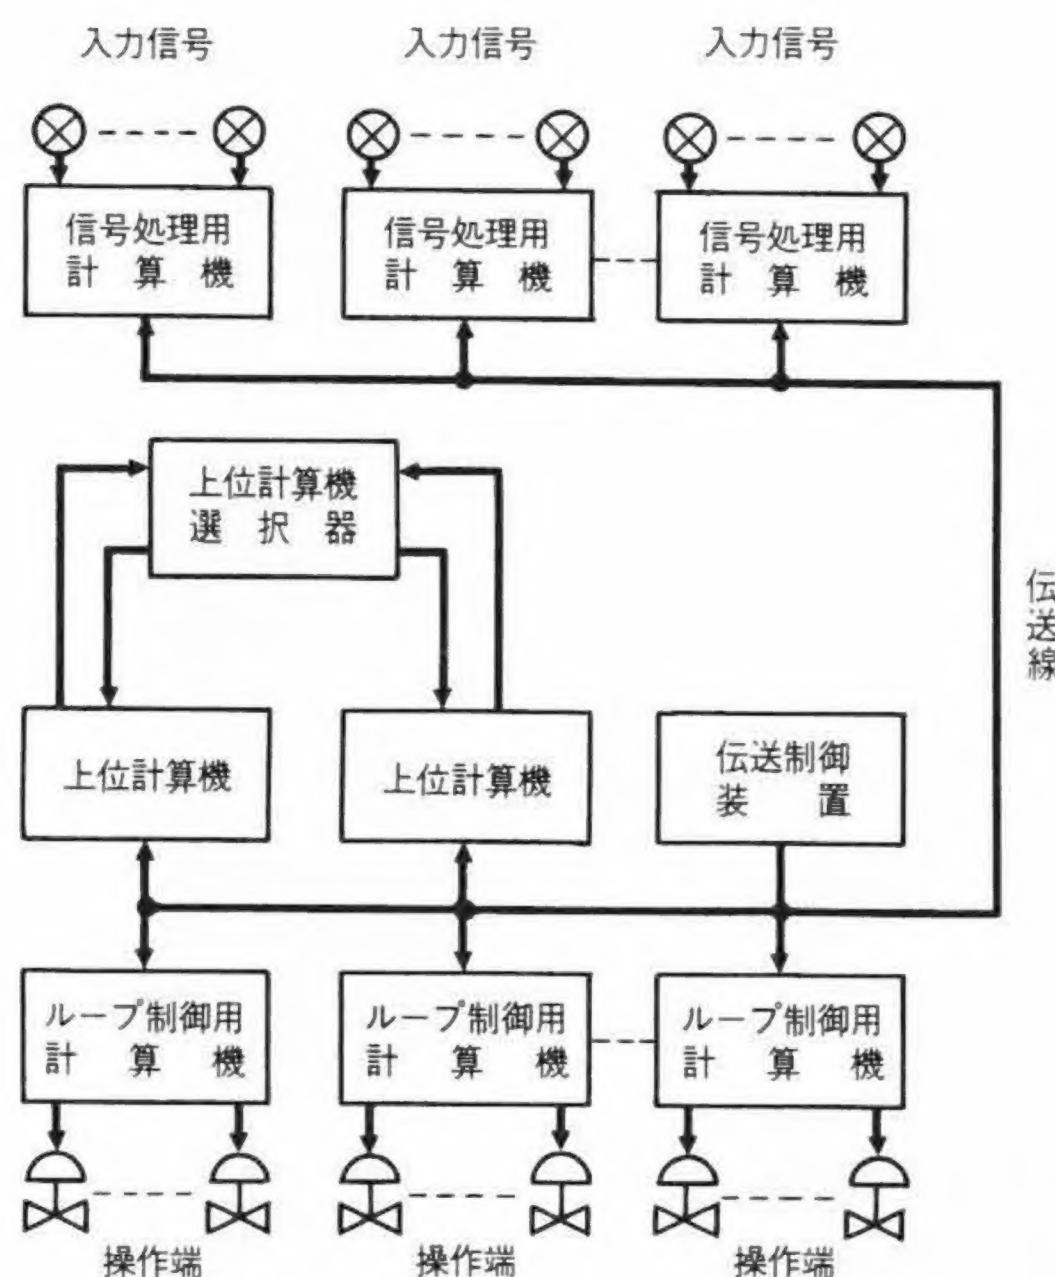 入力信号
入力信号
入力信号
信号処理用
計算機
信号処理用
計算機
信号処理用
計算機
上位計算機
選択器
伝送線
上位計算機
上位計算機
伝送制御
装置
ループ制御用
計算機
ループ制御用
計算機
ループ制御用
計算機
操作端
操作端
操作端